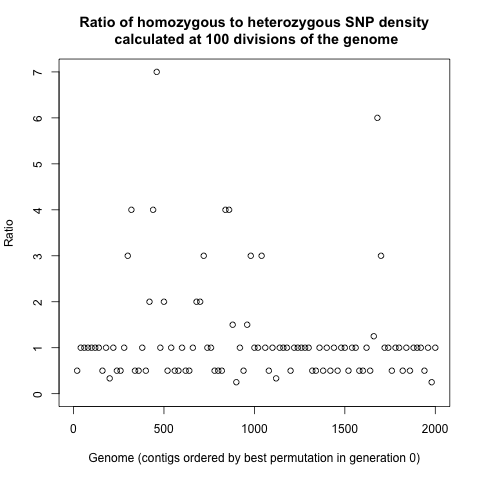 Ratio of homozygous to heterozygous SNP density
calculated at 100 divisions of the genome
Ratio
7
6
5
4
3
2
1
0
0 500 1000 1500 2000
Genome (contigs ordered by best permutation in generation 0)